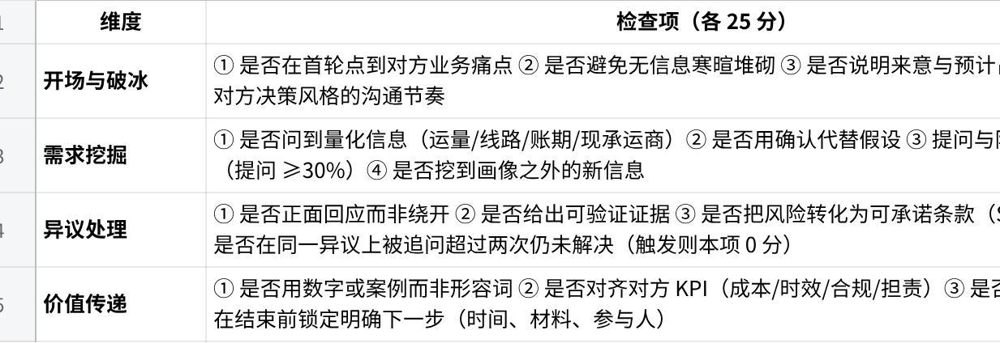 1 维度 检查项（各 25 分）
2 开场与破冰 ① 是否在首轮点到对方业务痛点 ② 是否避免无信息寒暄堆砌 ③ 是否说明来意与预计
对方决策风格的沟通节奏
3 需求挖掘 ① 是否问到量化信息（运量/线路/账期/现承运商）② 是否用确认代替假设 ③ 提问与
（提问 ≥30%）④ 是否挖到画像之外的新信息
4 异议处理 ① 是否正面回应而非绕开 ② 是否给出可验证证据 ③ 是否把风险转化为可承诺条款（
是否在同一异议上被追问超过两次仍未解决（触发则本项 0 分）
5 价值传递 ① 是否用数字或案例而非形容词 ② 是否对齐对方 KPI（成本/时效/合规/担责）③ 是否
在结束前锁定明确下一步（时间、材料、参与人）